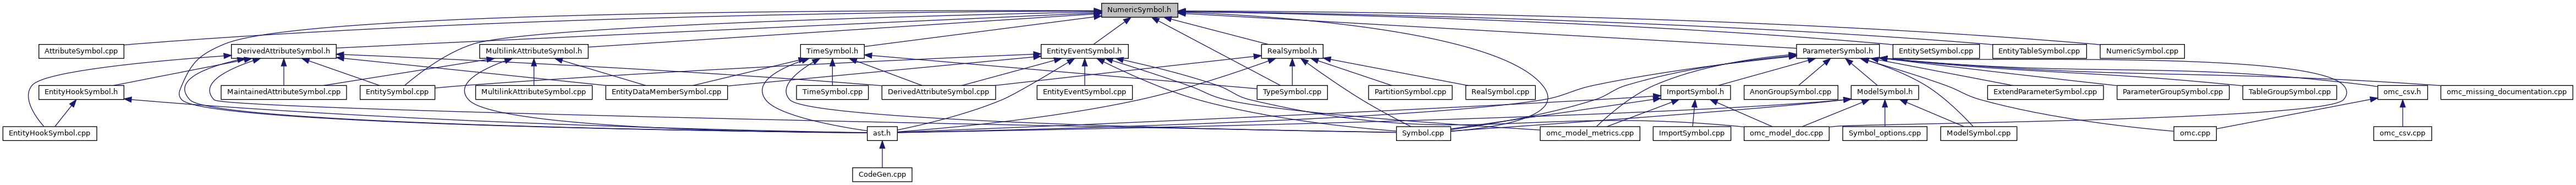 NumericSymbol.h
AttributeSymbol.cpp
DerivedAttributeSymbol.h
MultilinkAttributeSymbol.h
TimeSymbol.h
EntityEventSymbol.h
RealSymbol.h
ParameterSymbol.h
EntitySetSymbol.cpp
EntityTableSymbol.cpp
NumericSymbol.cpp
EntityHookSymbol.h
MaintainedAttributeSymbol.cpp
EntitySymbol.cpp
MultilinkAttributeSymbol.cpp
EntityDataMemberSymbol.cpp
TimeSymbol.cpp
DerivedAttributeSymbol.cpp
EntityEventSymbol.cpp
TypeSymbol.cpp
PartitionSymbol.cpp
RealSymbol.cpp
ImportSymbol.h
AnonGroupSymbol.cpp
ModelSymbol.h
ExtendParameterSymbol.cpp
ParameterGroupSymbol.cpp
TableGroupSymbol.cpp
omc_csv.h
omc_missing_documentation.cpp
EntityHookSymbol.cpp
ast.h
Symbol.cpp
omc_model_metrics.cpp
ImportSymbol.cpp
omc_model_doc.cpp
Symbol_options.cpp
ModelSymbol.cpp
omc.cpp
omc_csv.cpp
CodeGen.cpp